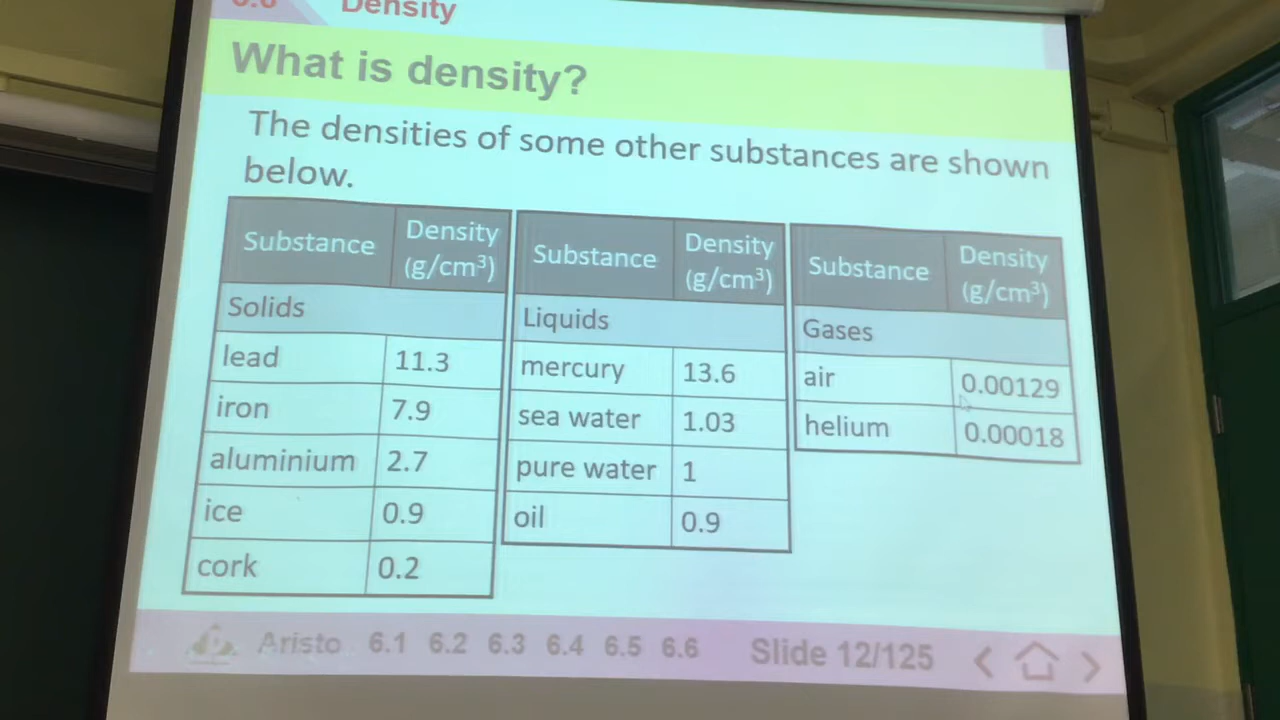 6.6 Density
What is density?
The densities of some other substances are shown
below.
Substance Density (g/cm³)
Solids
lead 11.3
iron 7.9
aluminium 2.7
ice 0.9
cork 0.2
Substance Density (g/cm³)
Liquids
mercury 13.6
sea water 1.03
pure water 1
oil 0.9
Substance Density (g/cm³)
Gases
air 0.00129
helium 0.00018
Aristo 6.1 6.2 6.3 6.4 6.5 6.6 Slide 12/125